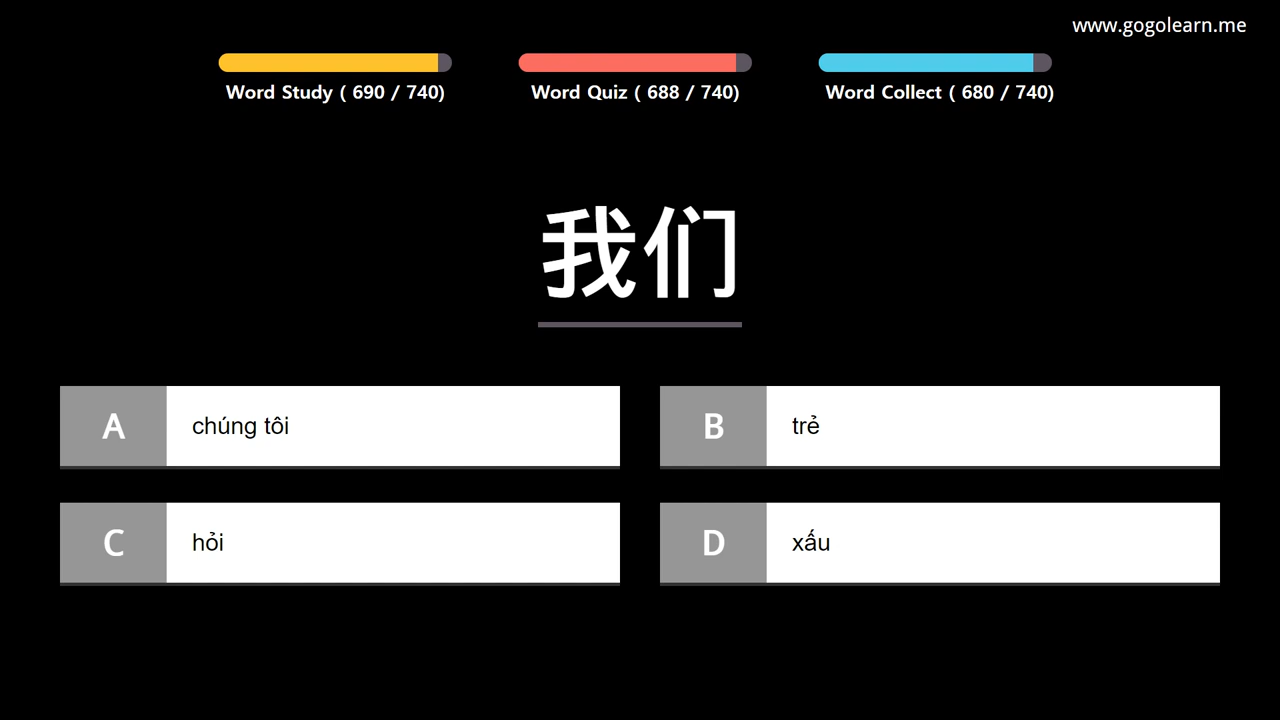 www.gogolearn.me
Word Study ( 690 / 740)
Word Quiz ( 688 / 740)
Word Collect ( 680 / 740)
我们
A chúng tôi
B trẻ
C hỏi
D xấu